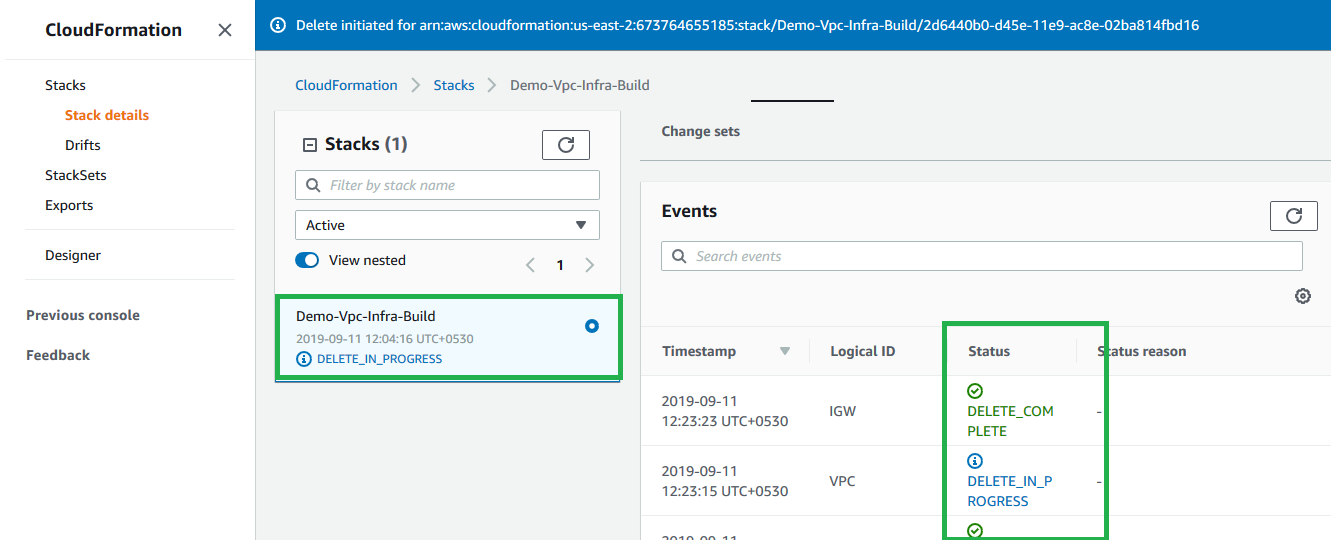 CloudFormation
Delete initiated for arn:aws:cloudformation:us-east-2:673764655185:stack/Demo-Vpc-Infra-Build/2d6440b0-d45e-11e9-ac8e-02ba814fbd16
Stacks
Stack details
Drifts
StackSets
Exports
Designer
Previous console
Feedback
CloudFormation
Stacks
Demo-Vpc-Infra-Build
Stacks (1)
Filter by stack name
Active
View nested
1
Demo-Vpc-Infra-Build
2019-09-11 12:04:16 UTC+0530
DELETE_IN_PROGRESS
Change sets
Events
Search events
Timestamp Logical ID Status Status reason
2019-09-11
12:23:23 UTC+0530
IGW
DELETE_COM
PLETE
-
2019-09-11
12:23:15 UTC+0530
VPC
DELETE_IN_P
ROGRESS
-
2019-09-11